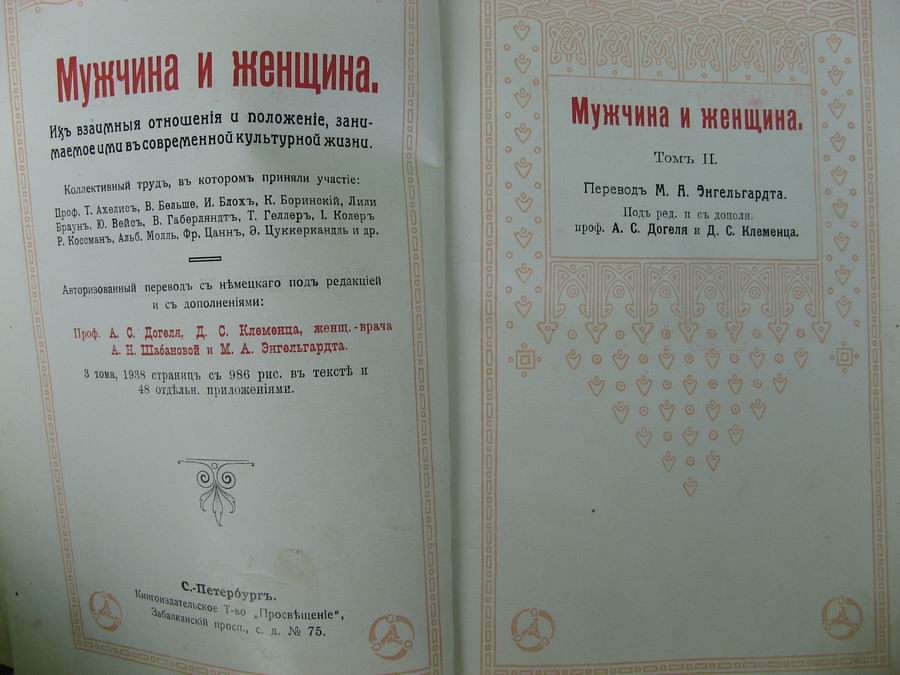 Мужчина и женщина.
Ихъ взаимныя отношенія и положеніе, зани-
маемое ими въ современной культурной жизни.
Коллективный трудъ, въ которомъ приняли участіе:
Проф. Т. Ахелисъ, В. Бельше, И. Блохъ, К. Боринскій, Лили
Браунъ, Ю. Вейсъ, В. Габерляндтъ, Т. Геллеръ, І. Колеръ
Р. Коссманъ, Альб. Молль, Фр. Цаннъ, Э. Цуккеркандль и др.
Авторизованный переводъ съ нѣмецкаго подъ редакціей
и съ дополненіями:
Проф. А. С. Догеля, Д. С. Клеменца, женщ.-врача
А. Н. Шабановой и М. А. Энгельгардта.
3 тома, 1938 страницъ съ 986 рис. въ текстѣ и
48 отдѣльн. приложеніями.
С.-Петербургъ.
Книгоиздательское Т-во „Просвѣщеніе“,
Забалканскій просп., с. д. № 75.
Мужчина и женщина.
Томъ II.
Переводъ М. А. Энгельгардта.
Подъ ред. и съ дополн.
проф. А. С. Догеля и Д. С. Клеменца.